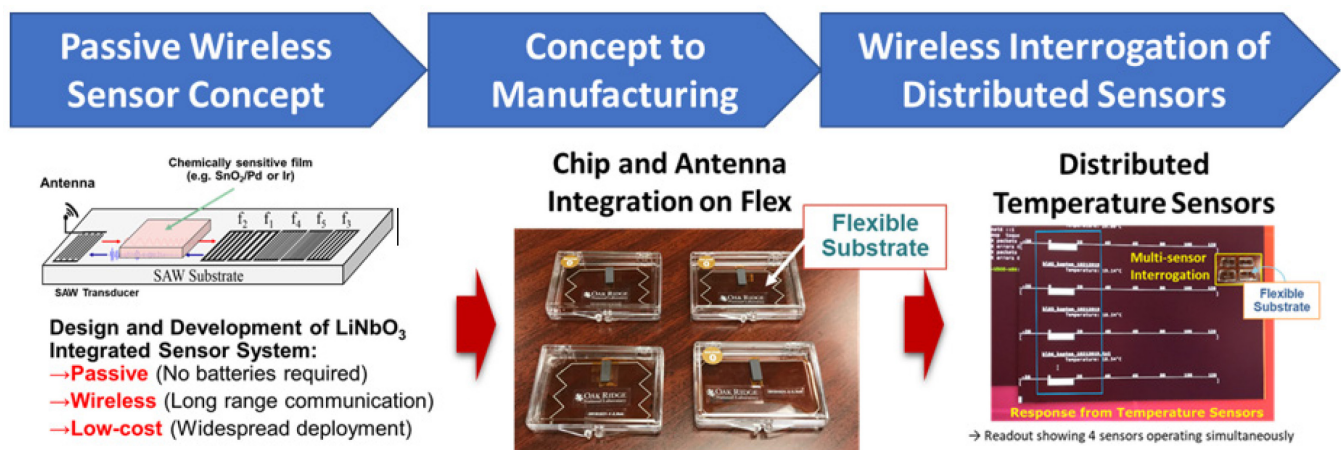 Passive Wireless
Sensor Concept
Concept to
Manufacturing
Wireless Interrogation of
Distributed Sensors
Chemically sensitive film
(e.g. SnO₂/Pd or Ir)
Antenna
f₂ f₁ f₄ f₅ f₃
SAW Substrate
SAW Transducer
Design and Development of LiNbO₃
Integrated Sensor System:
→Passive (No batteries required)
→Wireless (Long range communication)
→Low-cost (Widespread deployment)
Chip and Antenna
Integration on Flex
Flexible
Substrate
OAK RIDGE
National Laboratory
OAK RIDGE
National Laboratory
OAK RIDGE
National Laboratory
OAK RIDGE
National Laboratory
Distributed
Temperature Sensors
Multi-sensor
Interrogation
Flexible
Substrate
Temperature:
Temperature:
Temperature:
Response from Temperature Sensors
→ Readout showing 4 sensors operating simultaneously